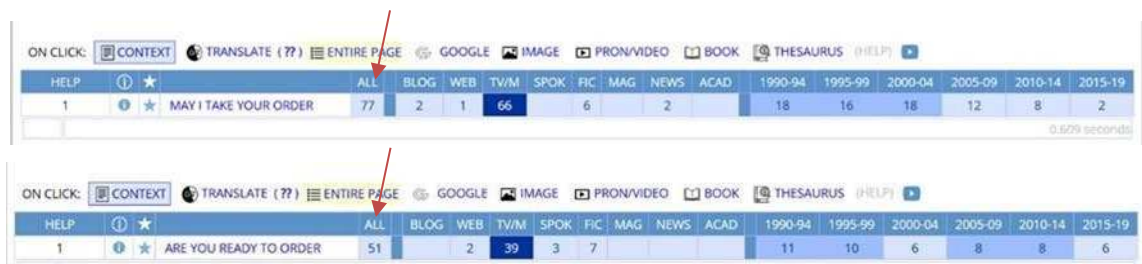 ON CLICK: CONTEXT TRANSLATE (??) ENTIRE PAGE GOOGLE IMAGE PRON/VIDEO BOOK THESAURUS (HELP)
HELP ALL BLOG WEB TV/M SPOK FIC MAG NEWS ACAD 1990-94 1995-99 2000-04 2005-09 2010-14 2015-19
1 MAY I TAKE YOUR ORDER 77 2 1 66 6 2 18 16 18 12 8 2
0.609 seconds
ON CLICK: CONTEXT TRANSLATE (??) ENTIRE PAGE GOOGLE IMAGE PRON/VIDEO BOOK THESAURUS (HELP)
HELP ALL BLOG WEB TV/M SPOK FIC MAG NEWS ACAD 1990-94 1995-99 2000-04 2005-09 2010-14 2015-19
1 ARE YOU READY TO ORDER 51 2 39 3 7 11 10 6 8 8 6